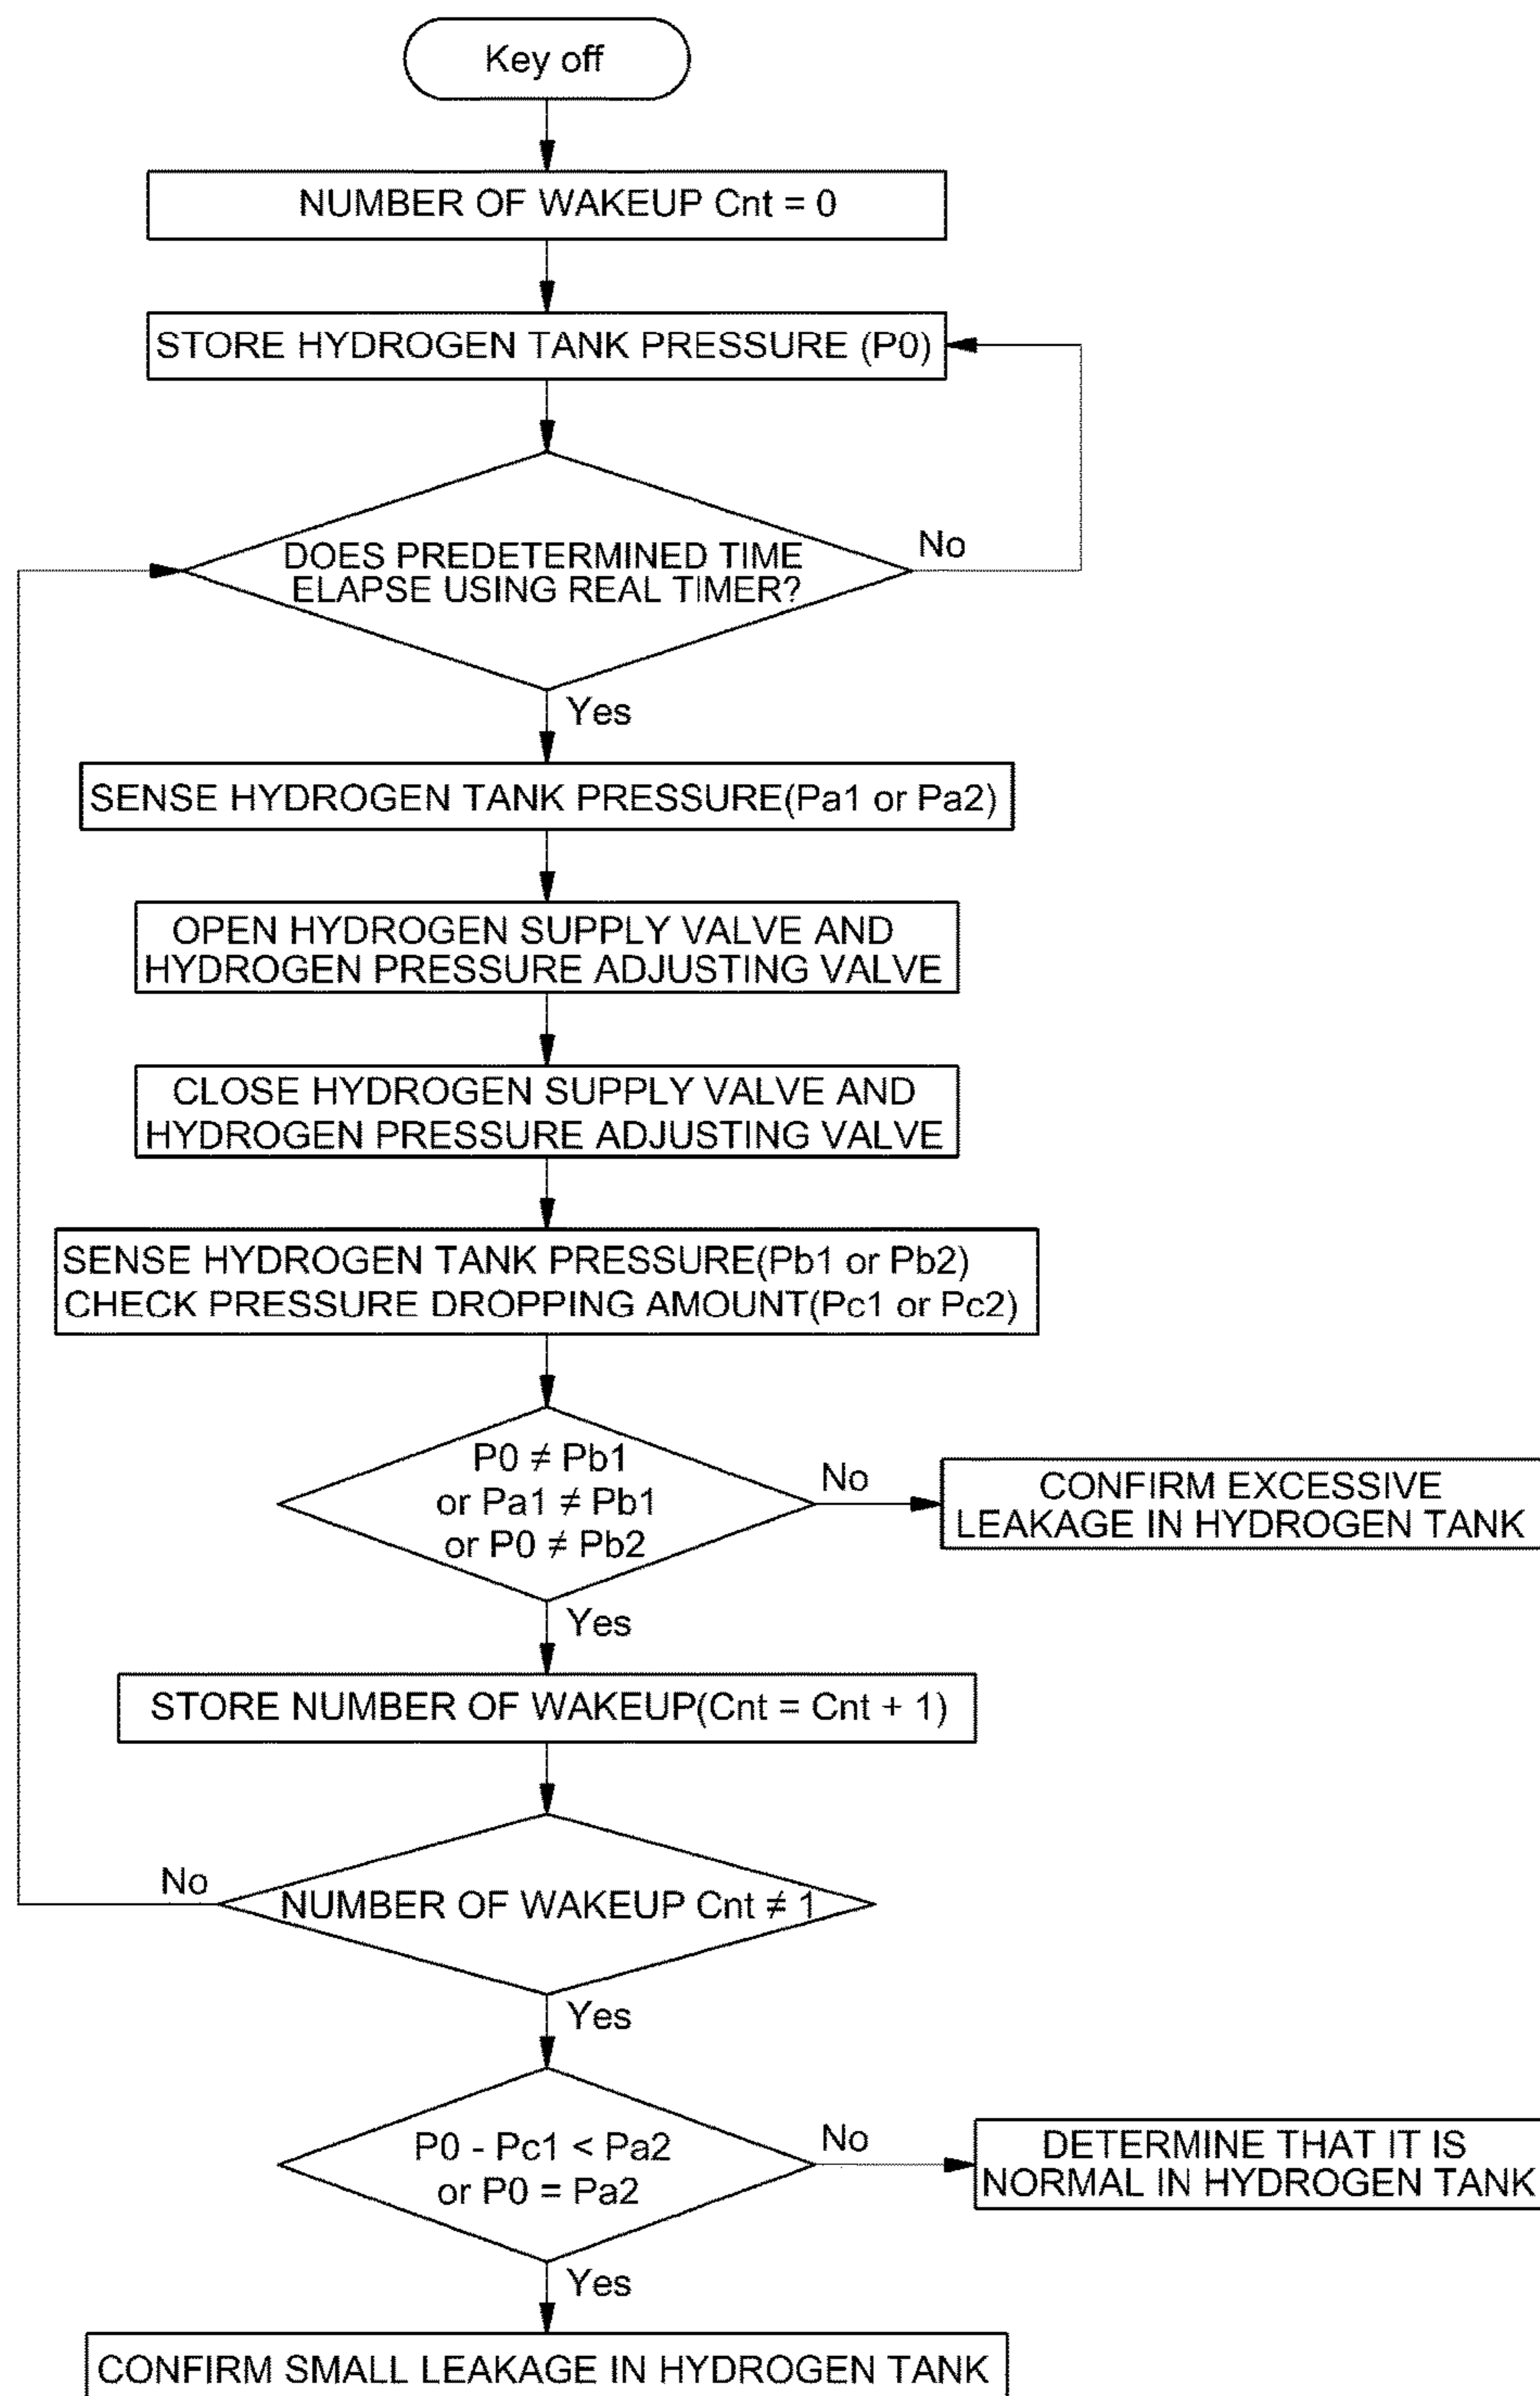 Key off
NUMBER OF WAKEUP Cnt = 0
STORE HYDROGEN TANK PRESSURE (P0)
DOES PREDETERMINED TIME
ELAPSE USING REAL TIMER?
No
Yes
SENSE HYDROGEN TANK PRESSURE(Pa1 or Pa2)
OPEN HYDROGEN SUPPLY VALVE AND
HYDROGEN PRESSURE ADJUSTING VALVE
CLOSE HYDROGEN SUPPLY VALVE AND
HYDROGEN PRESSURE ADJUSTING VALVE
SENSE HYDROGEN TANK PRESSURE(Pb1 or Pb2)
CHECK PRESSURE DROPPING AMOUNT(Pc1 or Pc2)
P0 ≠ Pb1
or Pa1 ≠ Pb1
or P0 ≠ Pb2
No
CONFIRM EXCESSIVE
LEAKAGE IN HYDROGEN TANK
Yes
STORE NUMBER OF WAKEUP(Cnt = Cnt + 1)
No
NUMBER OF WAKEUP Cnt ≠ 1
Yes
P0 - Pc1 < Pa2
or P0 = Pa2
No
DETERMINE THAT IT IS
NORMAL IN HYDROGEN TANK
Yes
CONFIRM SMALL LEAKAGE IN HYDROGEN TANK